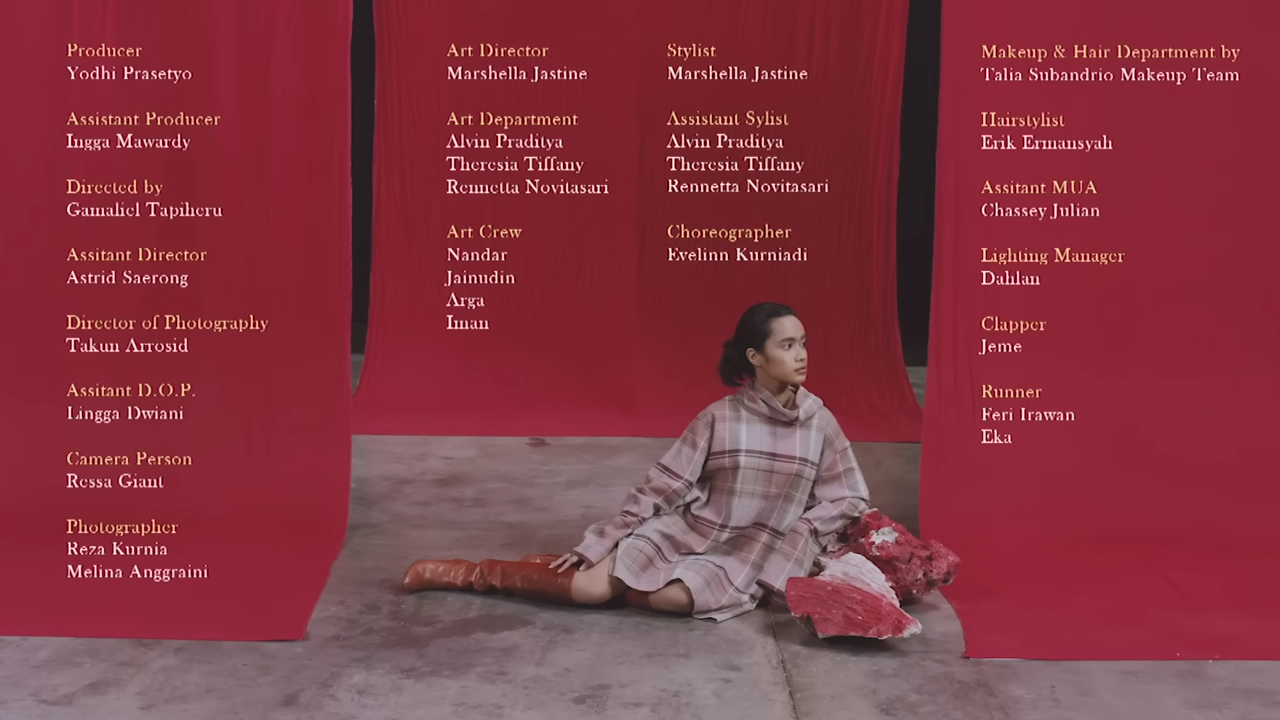 Producer
Yodhi Prasetyo
Assistant Producer
Ingga Mawardy
Directed by
Gamaliel Tapiheru
Assitant Director
Astrid Saerong
Director of Photography
Takun Arrosid
Assitant D.O.P.
Lingga Dwiani
Camera Person
Ressa Giant
Photographer
Reza Kurnia
Melina Anggraini
Art Director
Marshella Jastine
Art Department
Alvin Praditya
Theresia Tiffany
Rennetta Novitasari
Art Crew
Nandar
Jainudin
Arga
Iman
Stylist
Marshella Jastine
Assistant Sylist
Alvin Praditya
Theresia Tiffany
Rennetta Novitasari
Choreographer
Evelinn Kurniadi
Makeup & Hair Department by
Talia Subandrio Makeup Team
Hairstylist
Erik Ermansyah
Assitant MUA
Chassey Julian
Lighting Manager
Dahlan
Clapper
Jeme
Runner
Feri Irawan
Eka